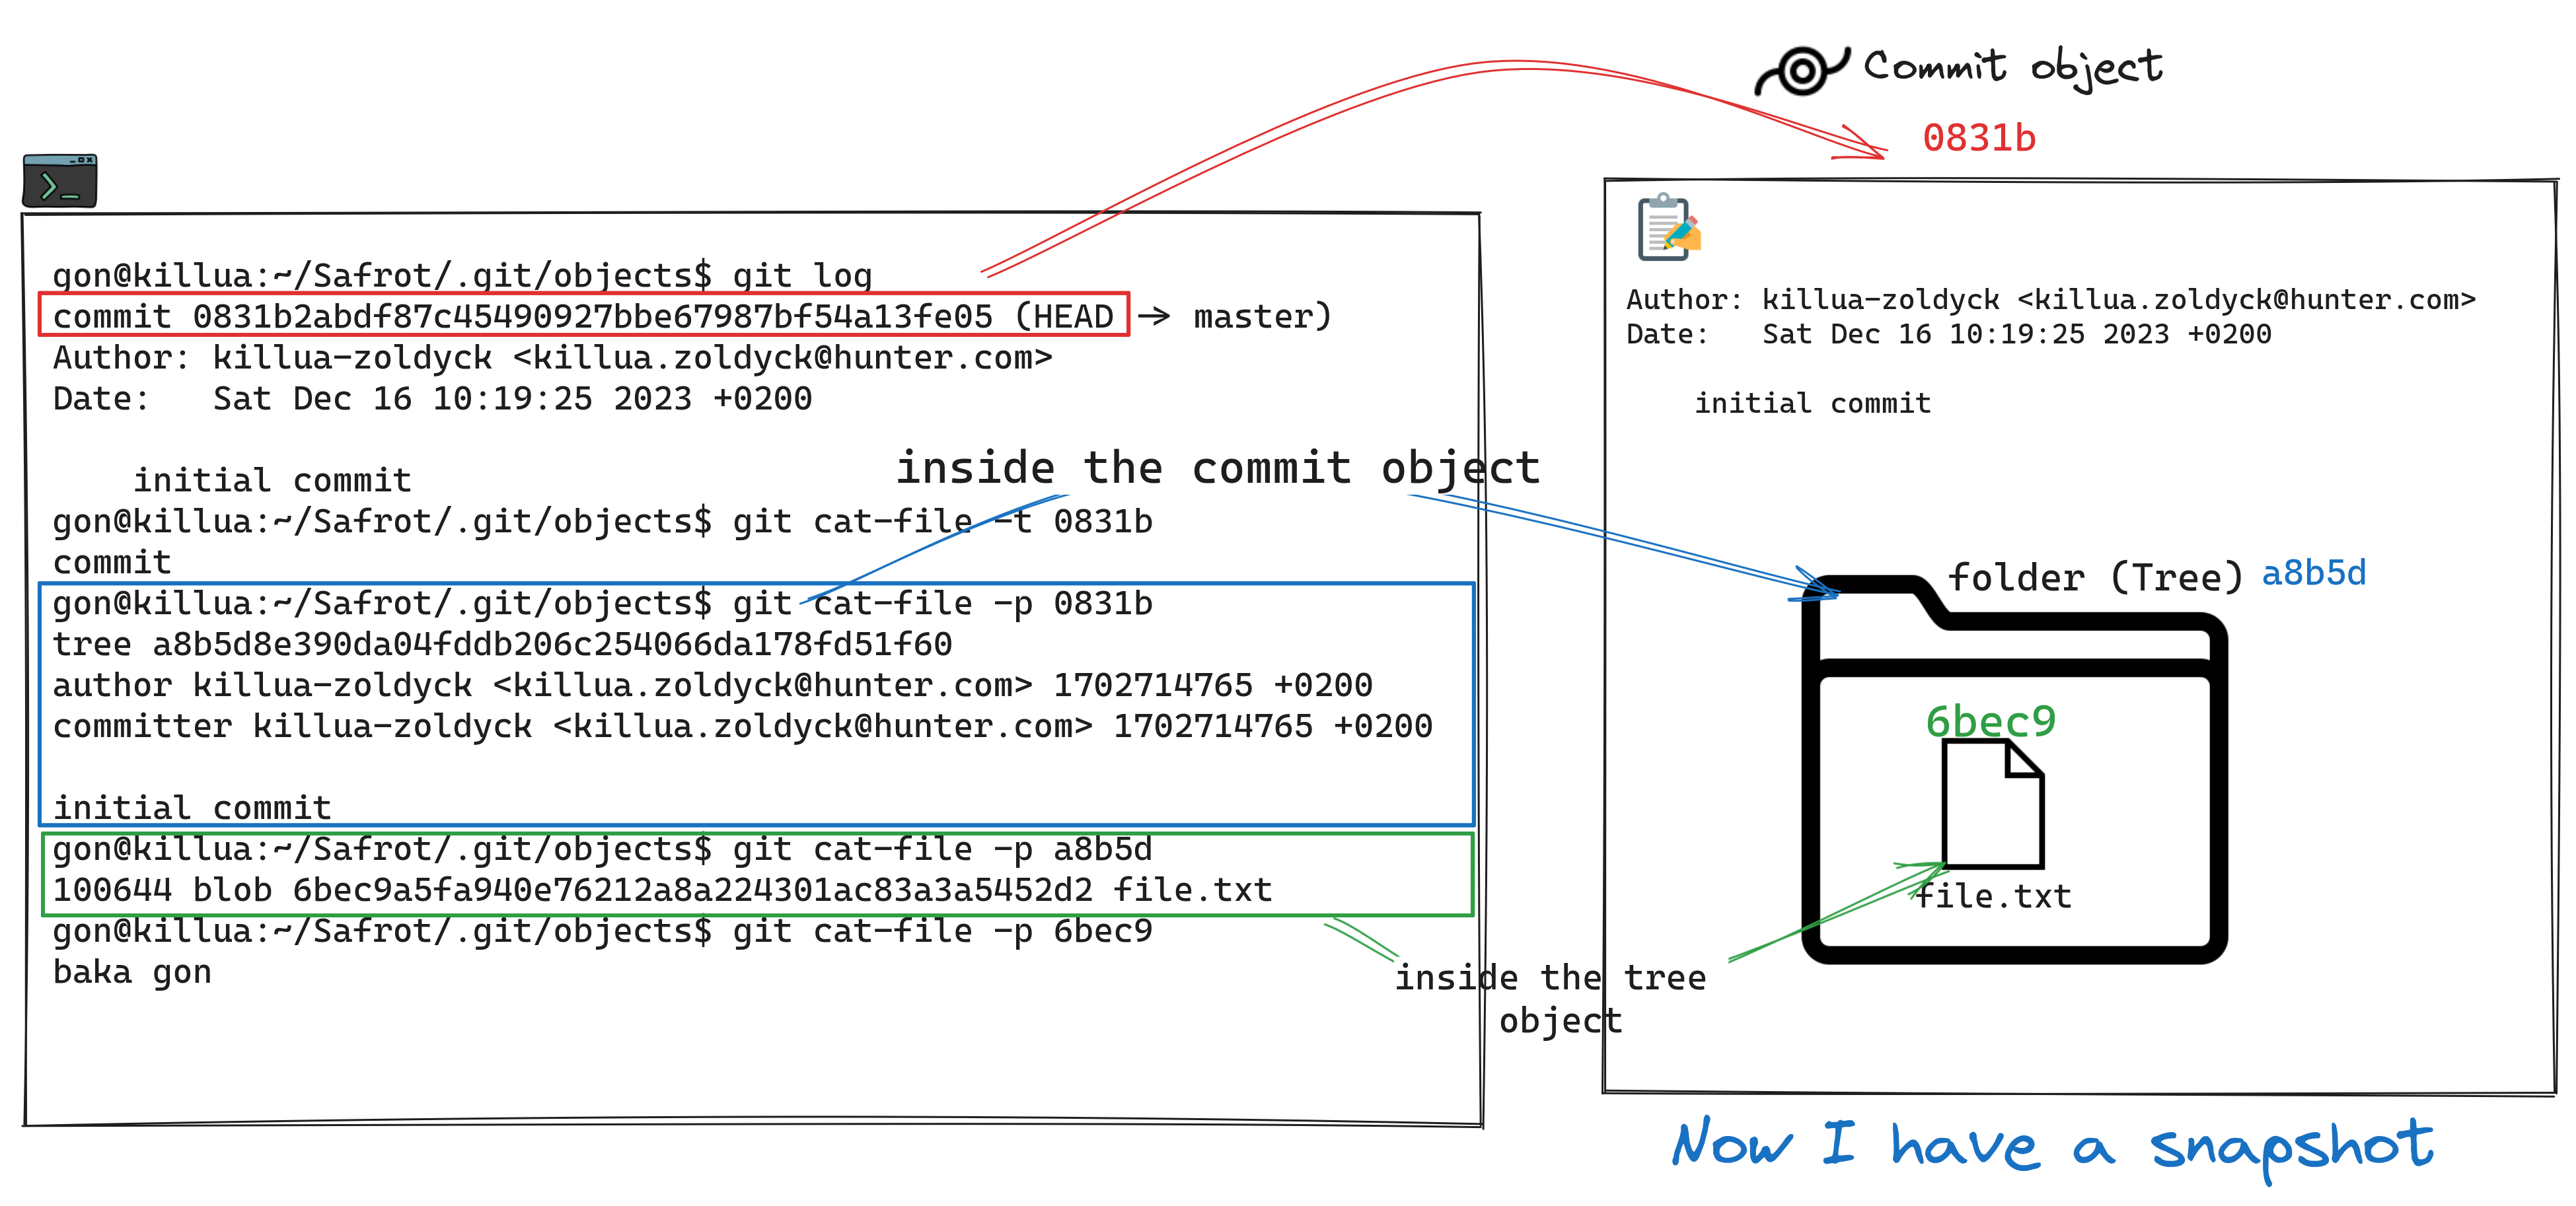 Commit object
0831b
gon@killua:~/Safrot/.git/objects$ git log
commit 0831b2abdf87c45490927bbe67987bf54a13fe05 (HEAD -> master)
Author: killua-zoldyck <killua.zoldyck@hunter.com>
Date:   Sat Dec 16 10:19:25 2023 +0200
initial commit
gon@killua:~/Safrot/.git/objects$ git cat-file -t 0831b
commit
gon@killua:~/Safrot/.git/objects$ git cat-file -p 0831b
tree a8b5d8e390da04fddb206c254066da178fd51f60
author killua-zoldyck <killua.zoldyck@hunter.com> 1702714765 +0200
committer killua-zoldyck <killua.zoldyck@hunter.com> 1702714765 +0200
initial commit
gon@killua:~/Safrot/.git/objects$ git cat-file -p a8b5d
100644 blob 6bec9a5fa940e76212a8a224301ac83a3a5452d2 file.txt
gon@killua:~/Safrot/.git/objects$ git cat-file -p 6bec9
baka gon
inside the commit object
inside the tree
object
Author: killua-zoldyck <killua.zoldyck@hunter.com>
Date:   Sat Dec 16 10:19:25 2023 +0200
initial commit
folder (Tree) a8b5d
6bec9
file.txt
Now I have a snapshot